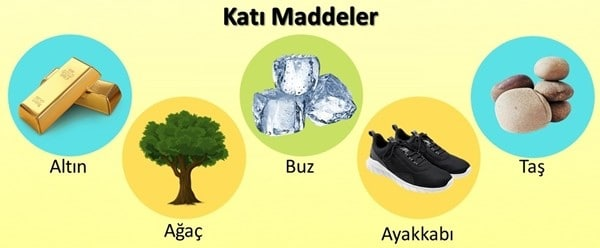 Katı Maddeler
Altın
Ağaç
Buz
Ayakkabı
Taş